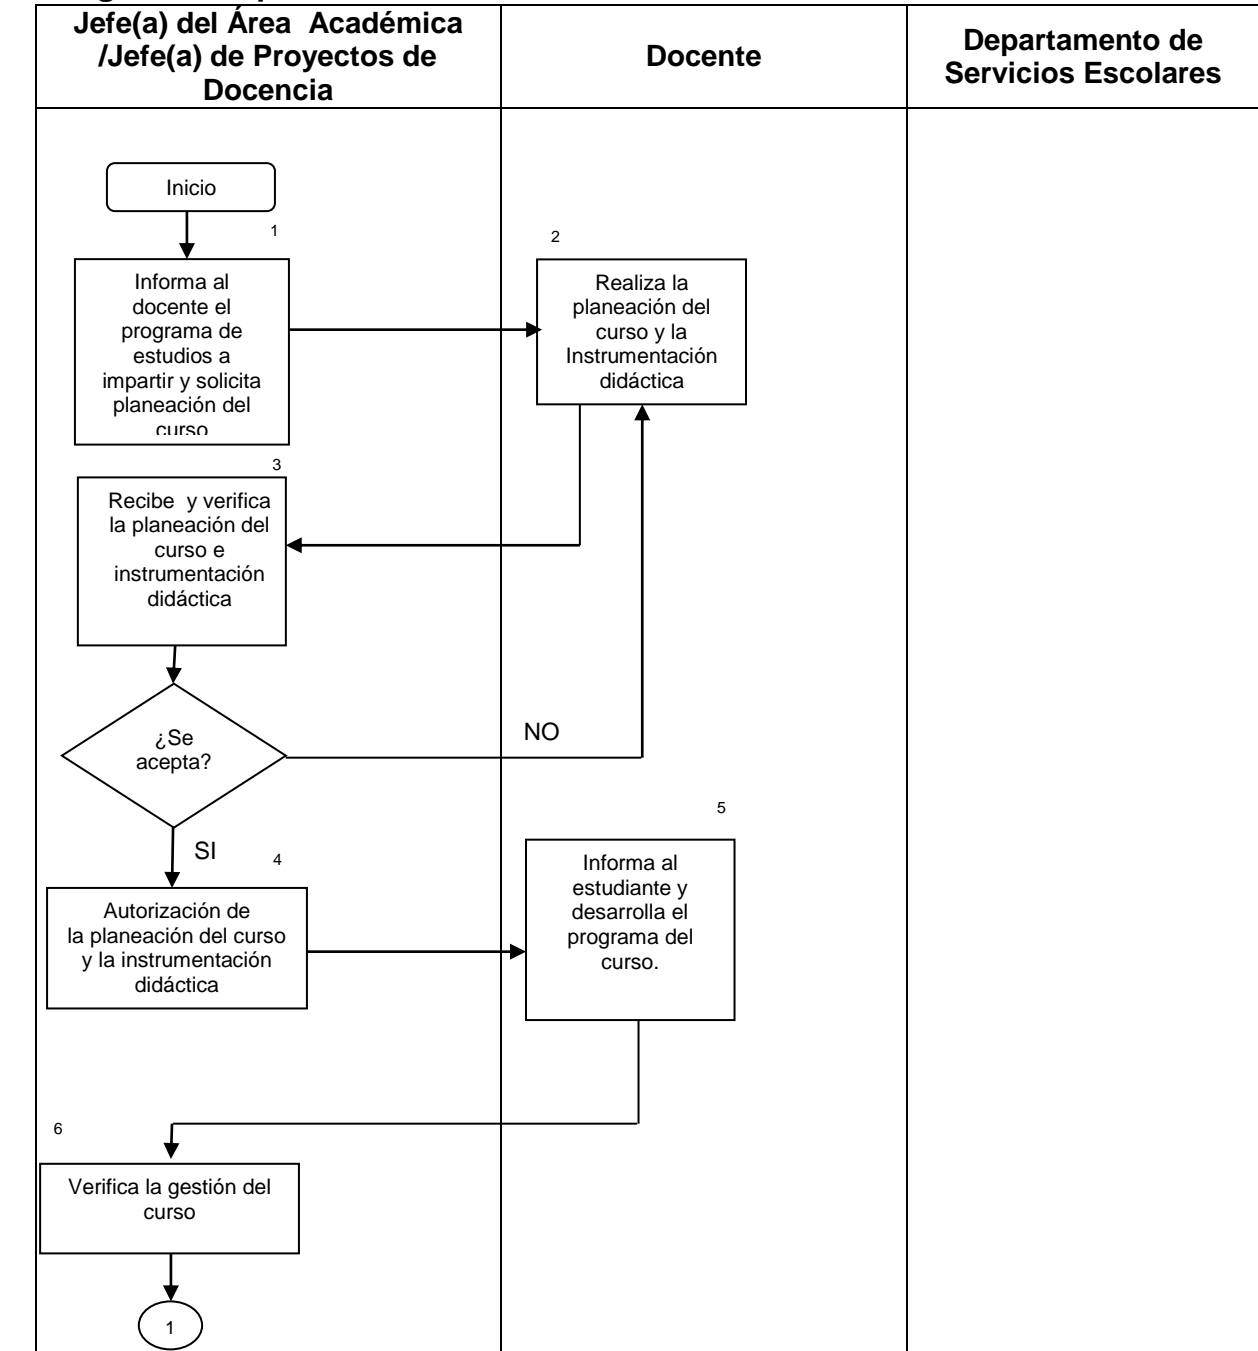 Jefe(a) del Área Académica
/Jefe(a) de Proyectos de
Docencia
Docente
Departamento de
Servicios Escolares
Inicio
1
Informa al
docente el
programa de
estudios a
impartir y solicita
planeación del
curso
2
Realiza la
planeación del
curso y la
Instrumentación
didáctica
3
Recibe y verifica
la planeación del
curso e
instrumentación
didáctica
¿Se
acepta?
NO
SI
4
Autorización de
la planeación del curso
y la instrumentación
didáctica
5
Informa al
estudiante y
desarrolla el
programa del
curso.
6
Verifica la gestión del
curso
1